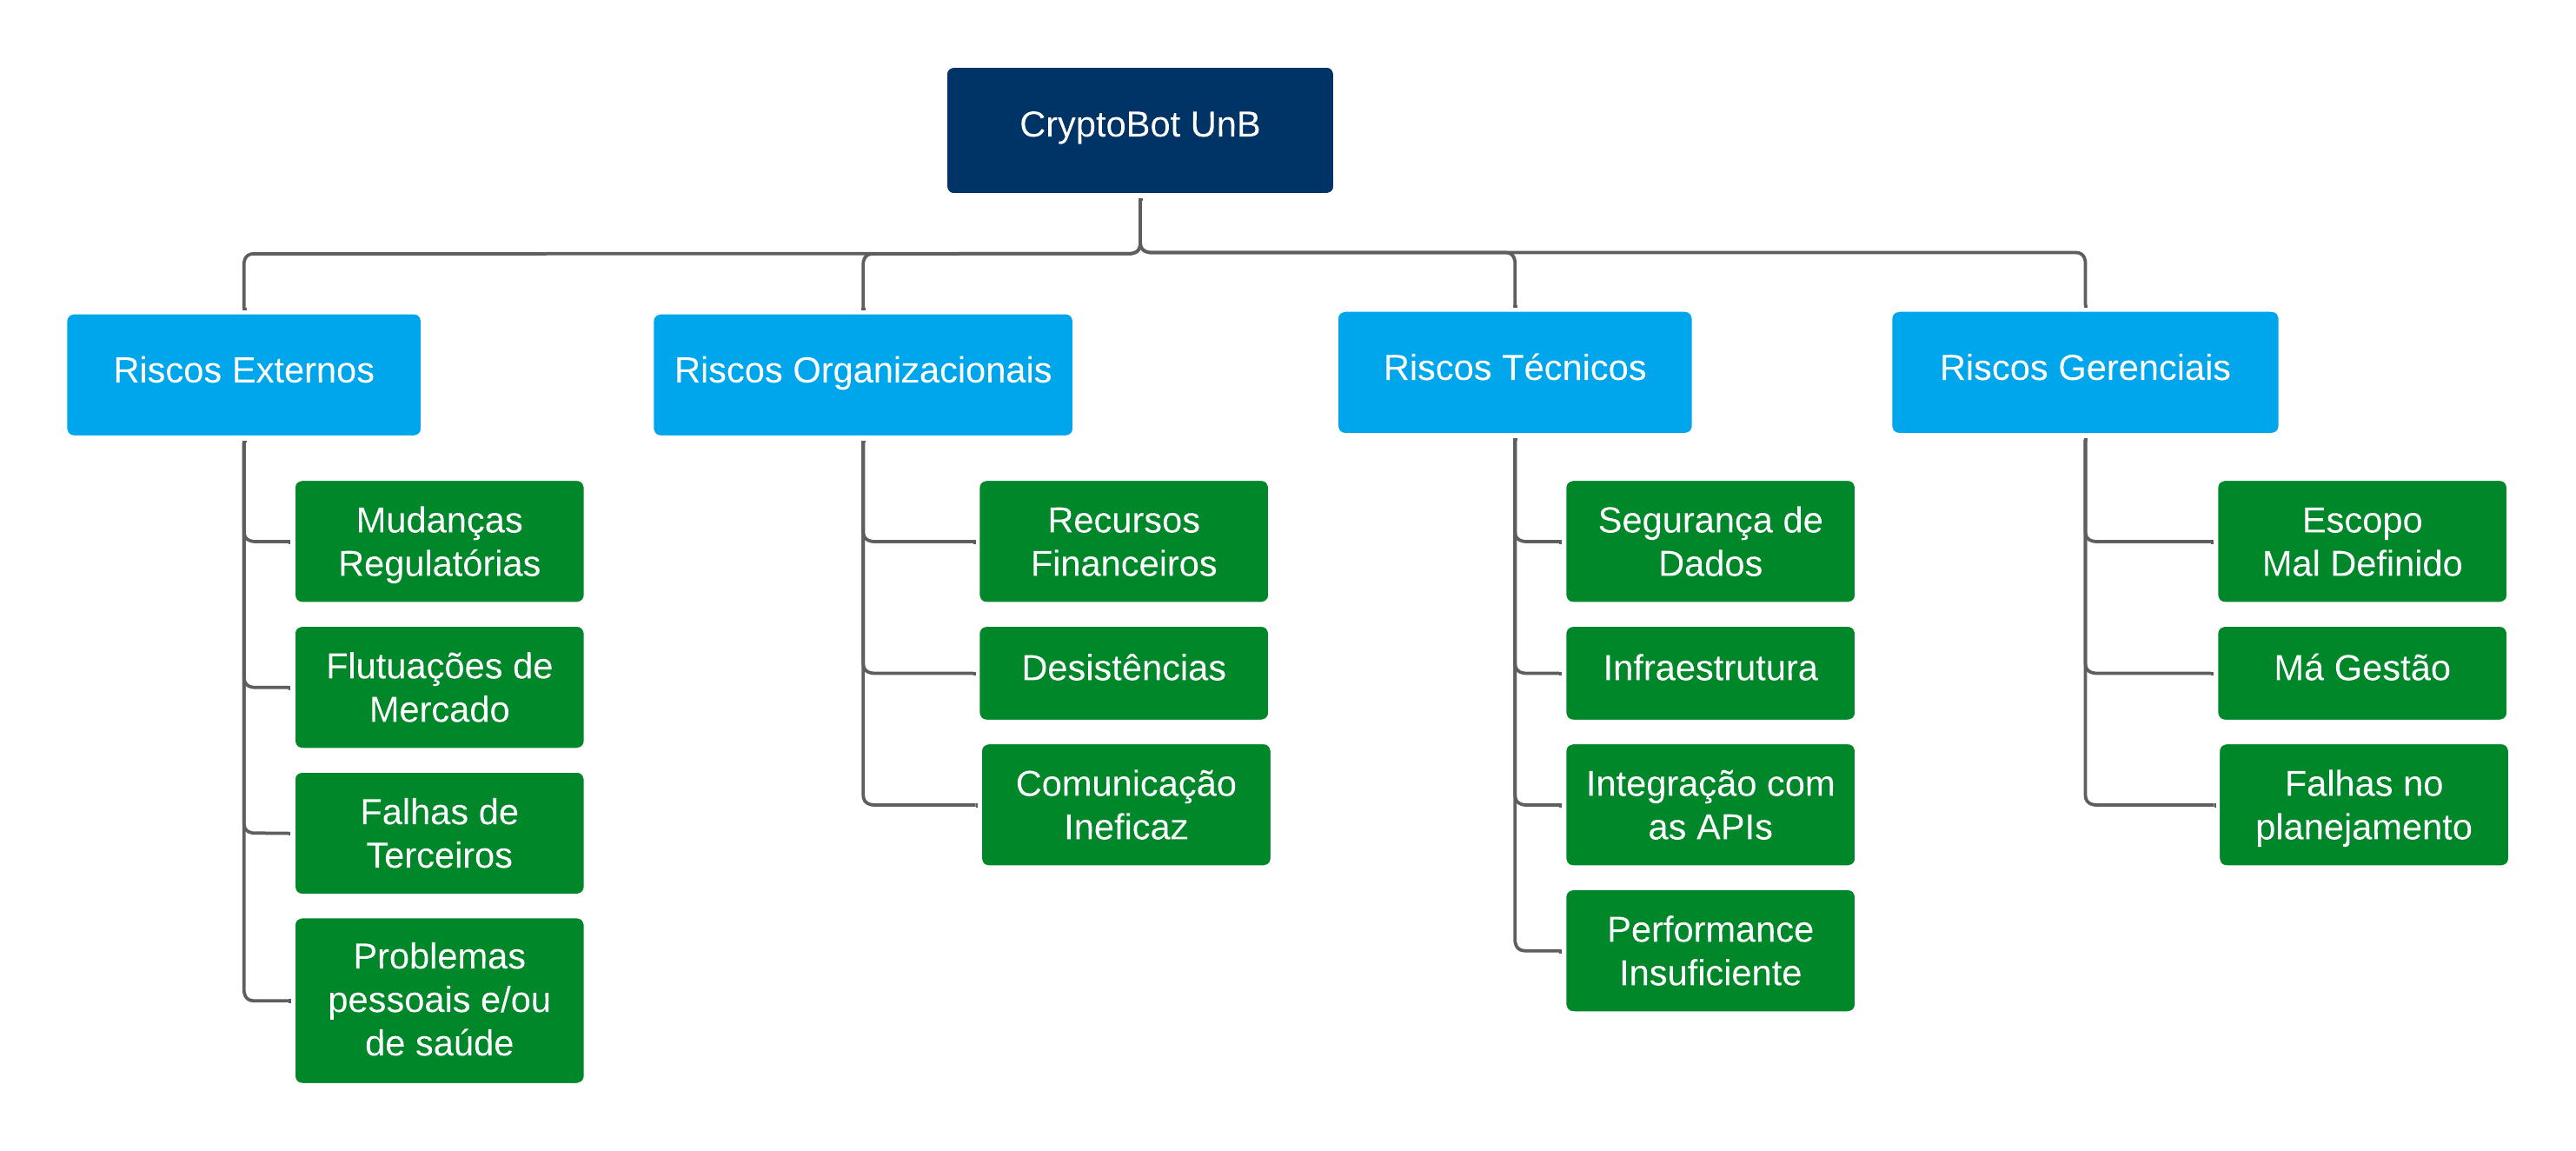 CryptoBot UnB
Riscos Externos
Mudanças
Regulatórias
Flutuações de
Mercado
Falhas de
Terceiros
Problemas
pessoais e/ou
de saúde
Riscos Organizacionais
Recursos
Financeiros
Desistências
Comunicação
Ineficaz
Riscos Técnicos
Segurança de
Dados
Infraestrutura
Integração com
as APIs
Performance
Insuficiente
Riscos Gerenciais
Escopo
Mal Definido
Má Gestão
Falhas no
planejamento